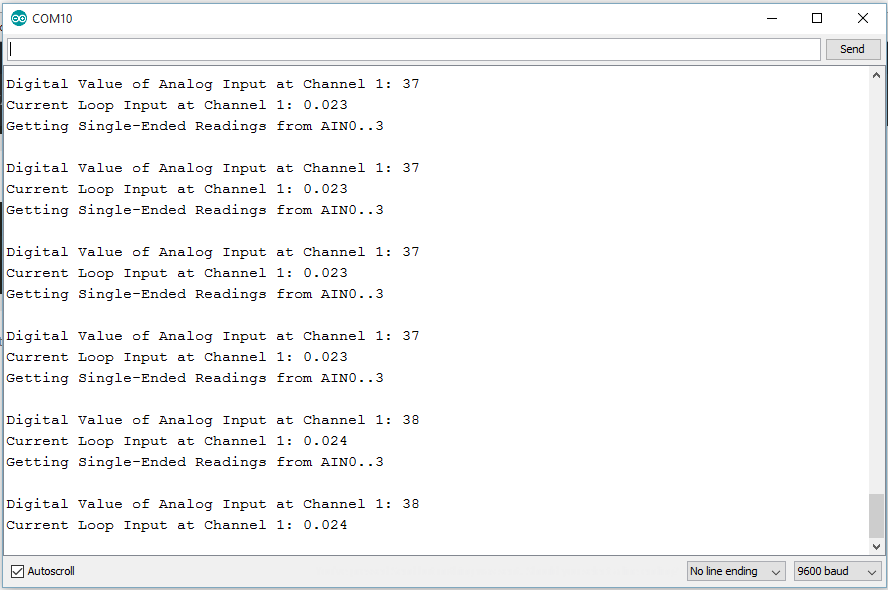 COM10
Send
Digital Value of Analog Input at Channel 1: 37
Current Loop Input at Channel 1: 0.023
Getting Single-Ended Readings from AIN0..3
Digital Value of Analog Input at Channel 1: 37
Current Loop Input at Channel 1: 0.023
Getting Single-Ended Readings from AIN0..3
Digital Value of Analog Input at Channel 1: 37
Current Loop Input at Channel 1: 0.023
Getting Single-Ended Readings from AIN0..3
Digital Value of Analog Input at Channel 1: 37
Current Loop Input at Channel 1: 0.023
Getting Single-Ended Readings from AIN0..3
Digital Value of Analog Input at Channel 1: 38
Current Loop Input at Channel 1: 0.024
Getting Single-Ended Readings from AIN0..3
Digital Value of Analog Input at Channel 1: 38
Current Loop Input at Channel 1: 0.024
Autoscroll
No line ending
9600 baud